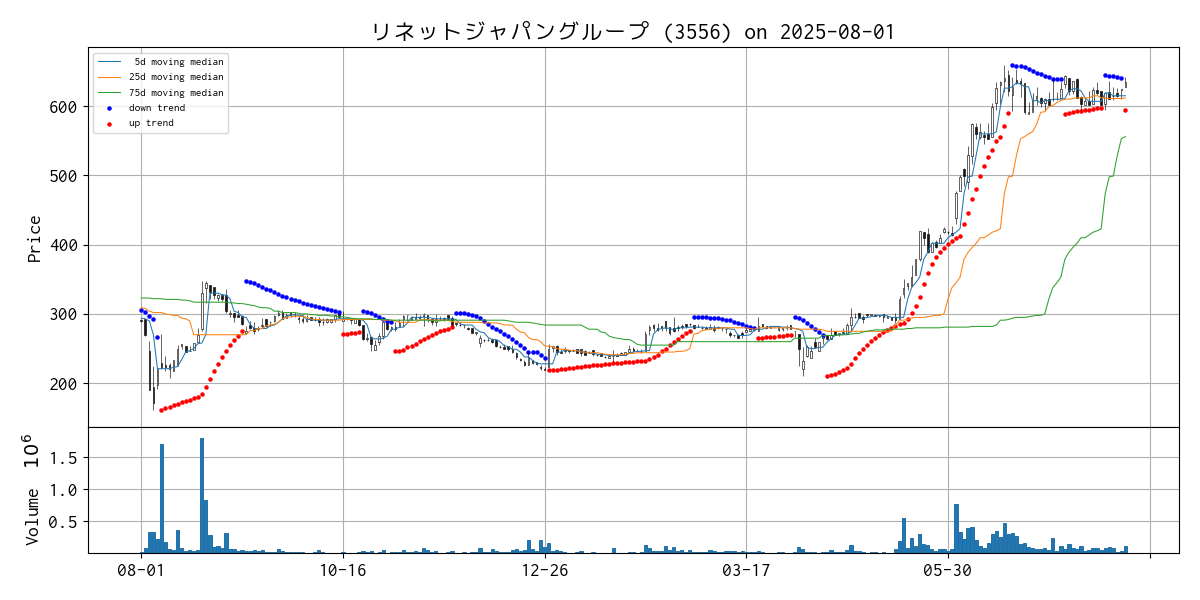 リネットジャパングループ (3556) on 2025-08-01
5d moving median
25d moving median
75d moving median
down trend
up trend
Price
600
500
400
300
200
Volume 10^6
1.5
1.0
0.5
08-01 10-16 12-26 03-17 05-30